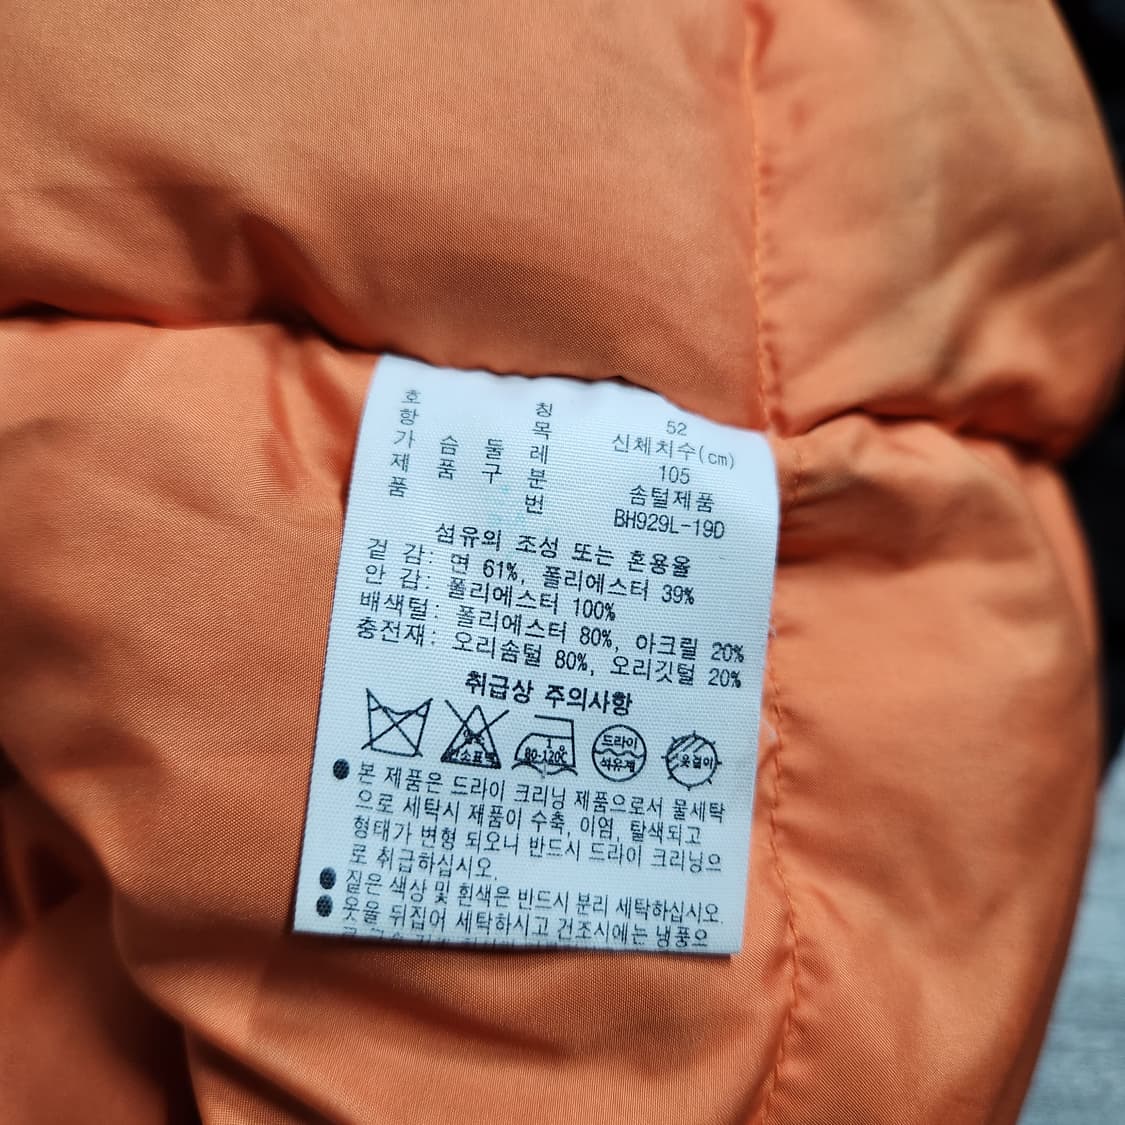 호 칭 52
항 목 신체치수(cm)
가 슴 둘 레 105
제 품 구 분 솜털제품
품 번 BH929L-19D
섬유의 조성 또는 혼용율
겉 감: 면 61%, 폴리에스터 39%
안 감: 폴리에스터 100%
배색털: 폴리에스터 80%, 아크릴 20%
충전재: 오리솜털 80%, 오리깃털 20%
취급상 주의사항
80-120℃
드라이
석유제
옷걸이
● 본 제품은 드라이 크리닝 제품으로서 물세탁
으로 세탁시 제품이 수축, 이염, 탈색되고
형태가 변형 되오니 반드시 드라이 크리닝으
로 취급하십시오.
● 짙은 색상 및 흰색은 반드시 분리 세탁하십시오.
● 옷을 뒤집어 세탁하시고 건조시에는 냉풍으